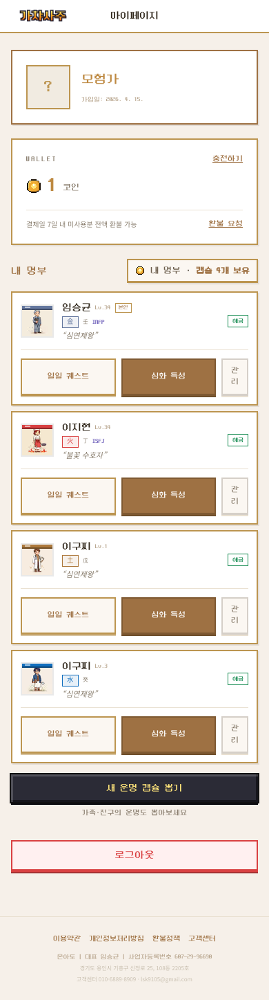 가챠사주
마이페이지
?
모험가
가입일: 2026. 4. 15.
WALLET
충전하기
1 코인
결제일 7일 내 미사용분 전액 환불 가능
환불 요청
내 명부
내 명부 · 캡슐 4개 보유
임승균 Lv.34 본인
金 壬 INFP
“심연제왕”
해금
일일 퀘스트
심화 특성
관리
이지현 Lv.34
火 丁 ISFJ
“불꽃 수호자”
해금
일일 퀘스트
심화 특성
관리
이구찌 Lv.1
土 戊
“심연제왕”
해금
일일 퀘스트
심화 특성
관리
이구찌 Lv.3
水 癸
“심연제왕”
해금
일일 퀘스트
심화 특성
관리
새 운명 캡슐 뽑기
가족·친구의 운명도 뽑아보세요
로그아웃
이용약관 개인정보처리방침 환불정책 고객센터
온아토 | 대표 임승균 | 사업자등록번호 607-29-96690
경기도 용인시 기흥구 신정로 25, 108동 2205호
고객센터 010-6889-8909 · lsk9105@gmail.com